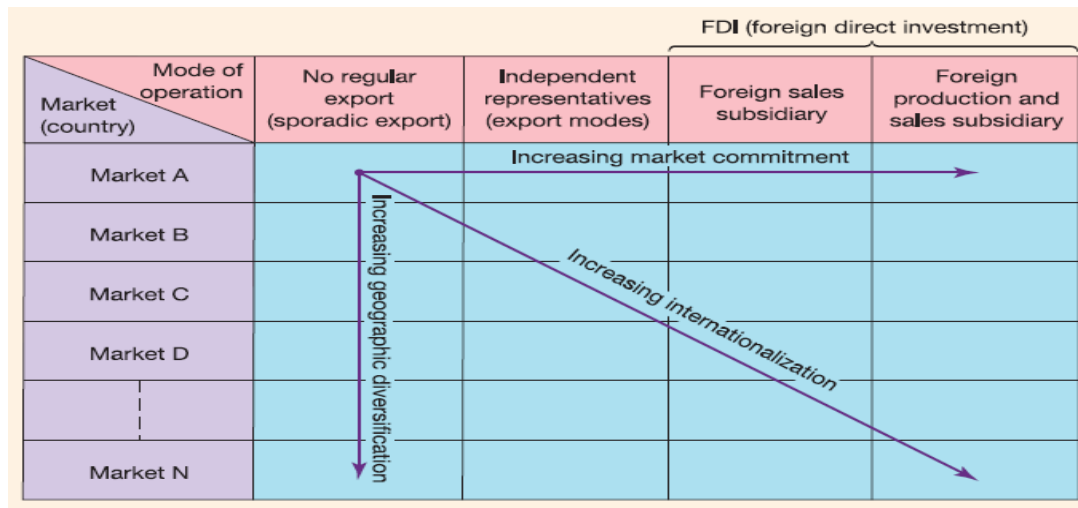 FDI (foreign direct investment)
Mode of
operation
Market
(country)
No regular
export
(sporadic export)
Independent
representatives
(export modes)
Foreign sales
subsidiary
Foreign
production and
sales subsidiary
Market A
Increasing market commitment
Market B
Market C
Market D
Market N
Increasing geographic diversification
Increasing internationalization